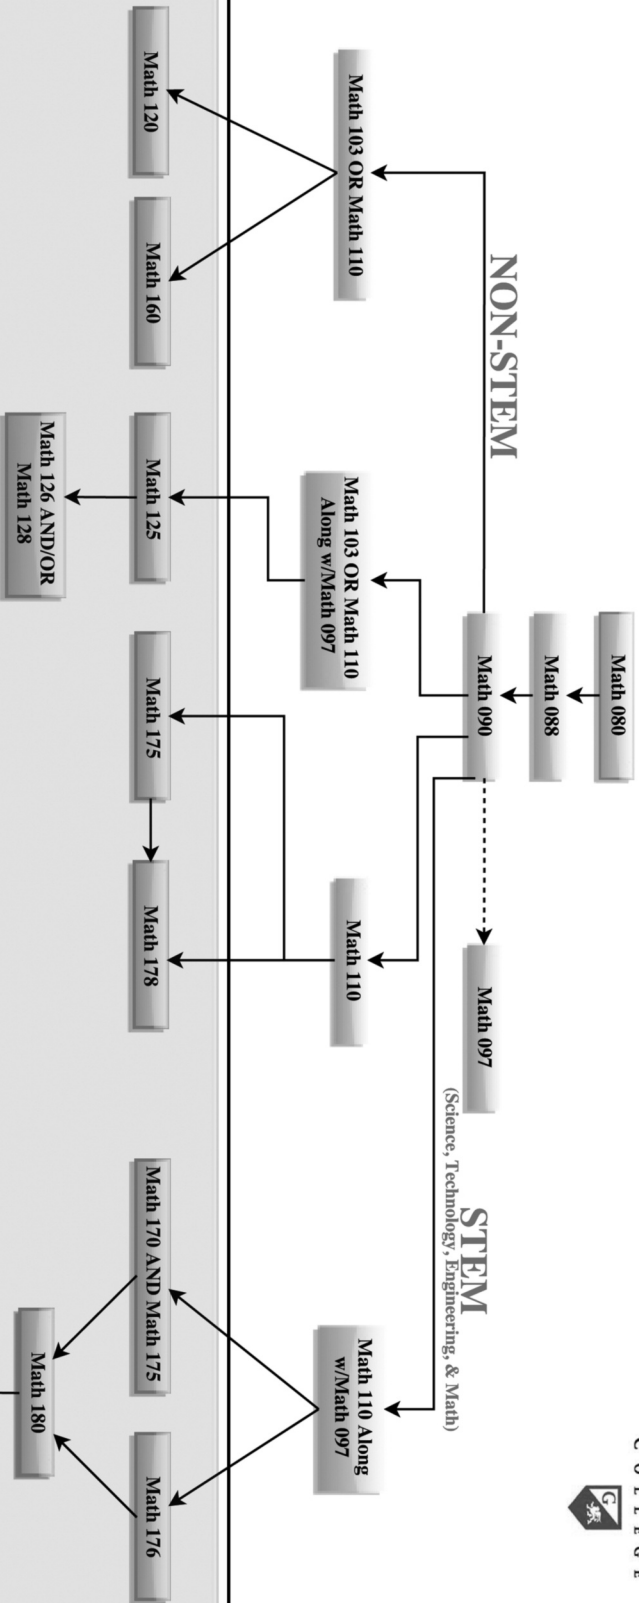 COLLEGE
G
Math 080
Math 088
NON-STEM
Math 090
Math 097
STEM
(Science, Technology, Engineering, & Math)
Math 103 OR Math 110
Math 103 OR Math 110
Along w/Math 097
Math 110
Math 110 Along
w/Math 097
Math 120
Math 160
Math 125
Math 175
Math 178
Math 170 AND Math 175
Math 176
Math 126 AND/OR
Math 128
Math 180